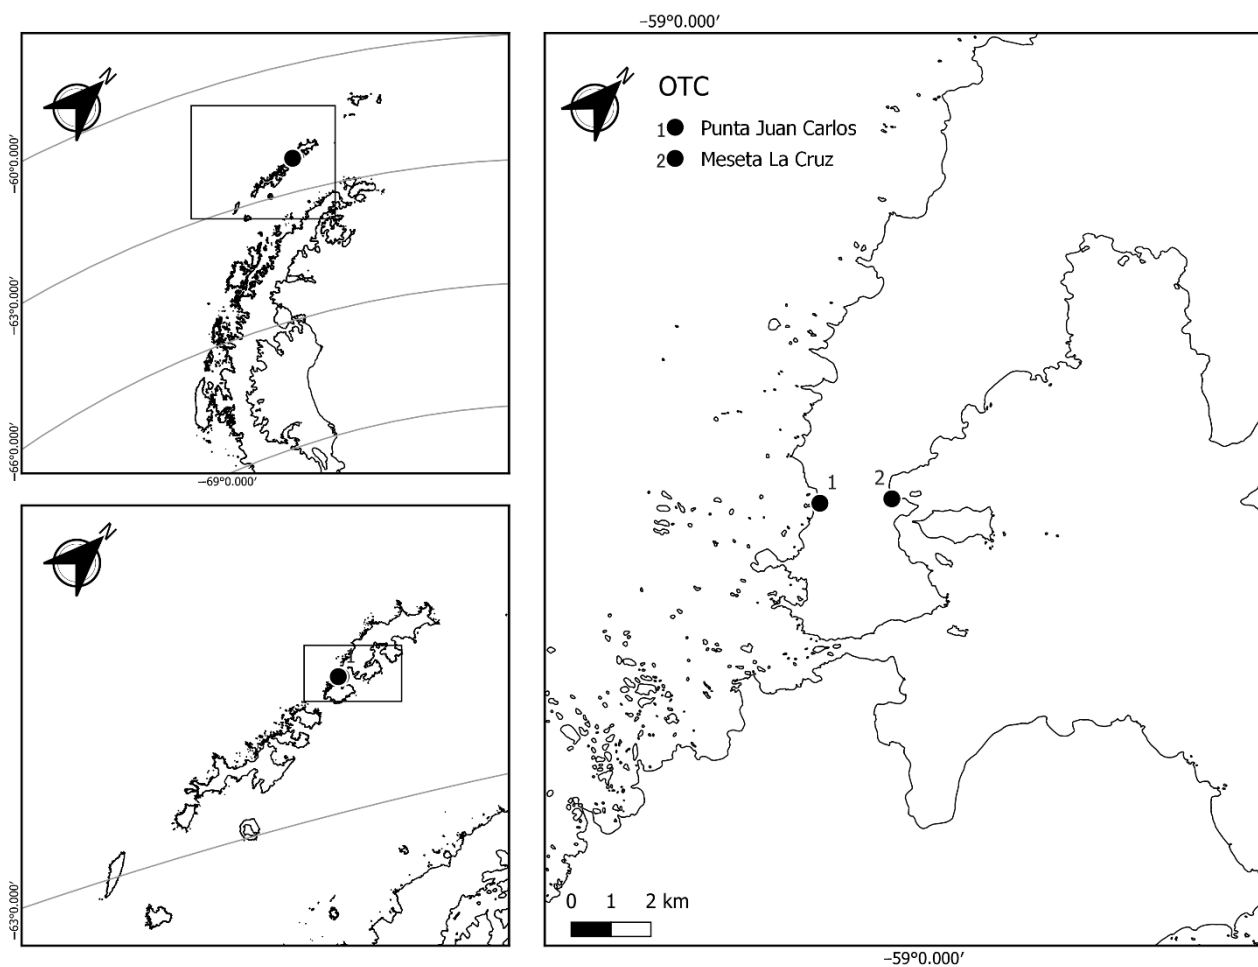 −59°0.000′
N
−60°0.000′
−63°0.000′
−66°0.000′
−69°0.000′
N
OTC
1 Punta Juan Carlos
2 Meseta La Cruz
1
2
N
−63°0.000′
0 1 2 km
−59°0.000′